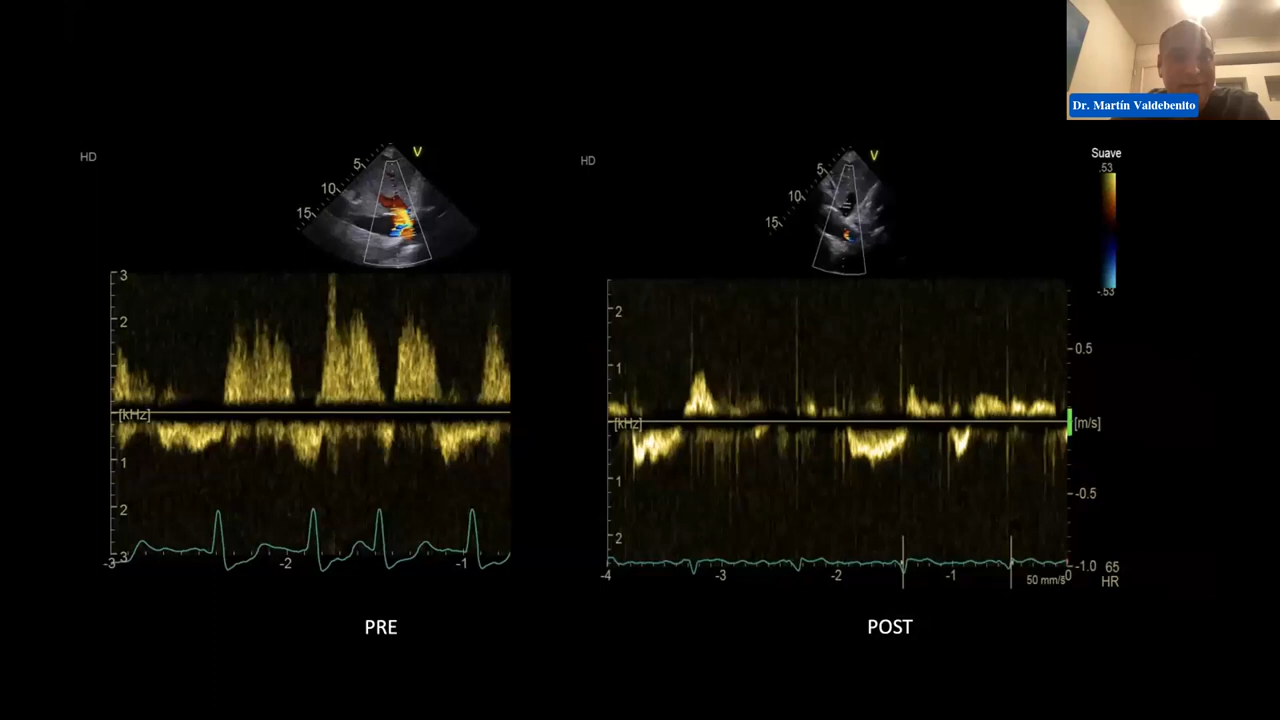 Dr. Martín Valdebenito
HD
V
5
10
15
3
2
[kHz]
1
2
-3
-3
-2
-1
PRE
HD
V
5
10
15
2
1
[kHz]
1
2
-4
-3
-2
-1
0
50 mm/s
0.5
[m/s]
-0.5
-1.0
65
HR
Suave
.53
-.53
POST